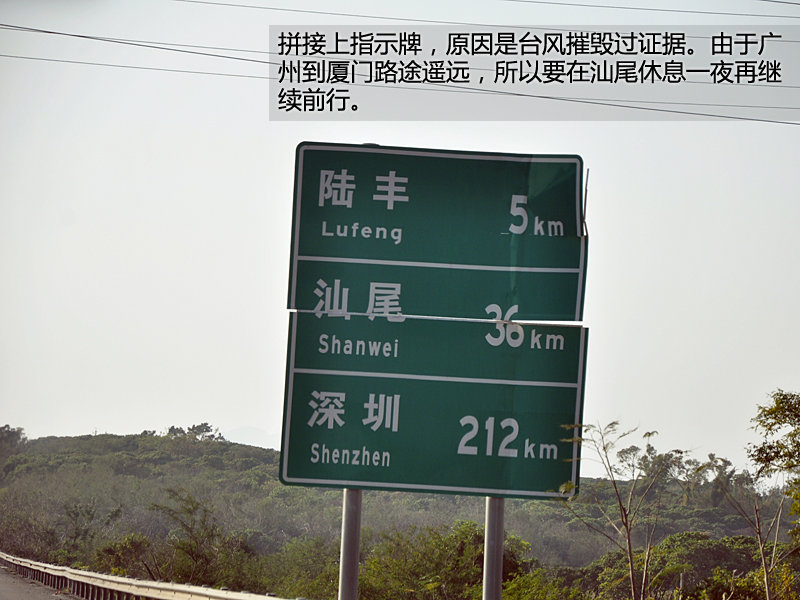 拼接上指示牌，原因是台风摧毁过证据。由于广
州到厦门路途遥远，所以要在汕尾休息一夜再继
续前行。
陆丰 5km
Lufeng
汕尾 36km
Shanwei
深圳 212km
Shenzhen